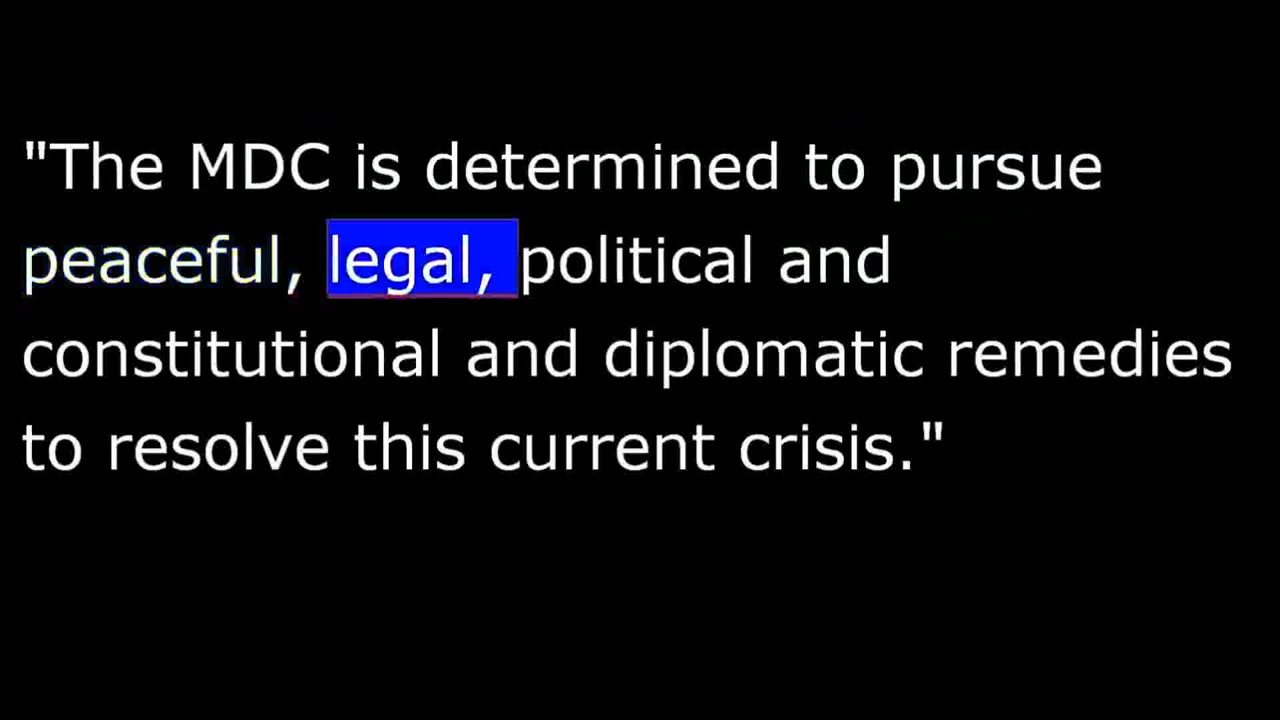 "The MDC is determined to pursue
peaceful, legal, political and
constitutional and diplomatic remedies
to resolve this current crisis."